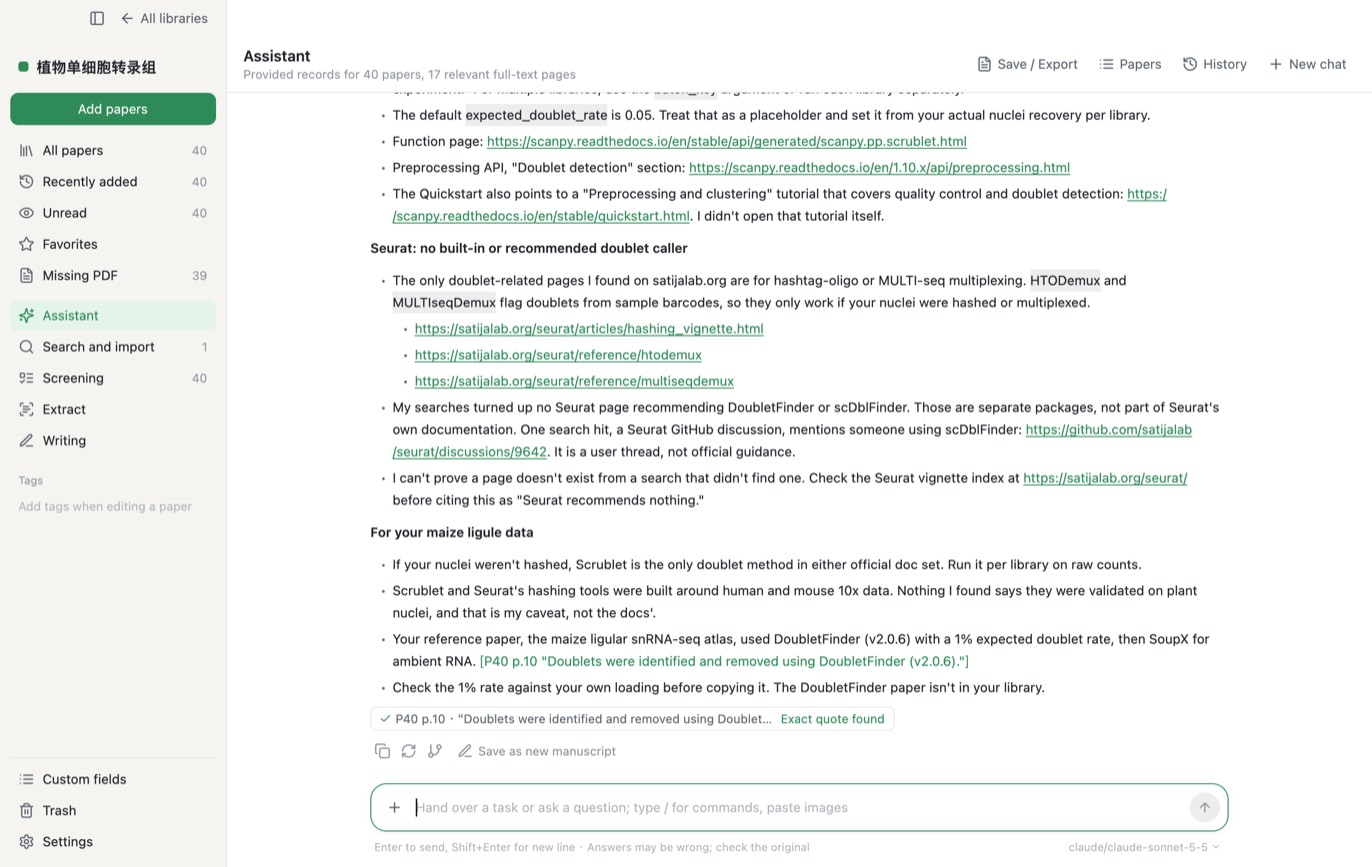 All libraries
植物单细胞转录组
Add papers
All papers 40
Recently added 40
Unread 40
Favorites
Missing PDF 39
Assistant
Search and import 1
Screening 40
Extract
Writing
Tags
Add tags when editing a paper
Custom fields
Trash
Settings
Assistant
Provided records for 40 papers, 17 relevant full-text pages
Save / Export
Papers
History
New chat
The default expected_doublet_rate is 0.05. Treat that as a placeholder and set it from your actual nuclei recovery per library.
Function page: https://scanpy.readthedocs.io/en/stable/api/generated/scanpy.pp.scrublet.html
Preprocessing API, "Doublet detection" section: https://scanpy.readthedocs.io/en/1.10.x/api/preprocessing.html
The Quickstart also points to a "Preprocessing and clustering" tutorial that covers quality control and doublet detection: https:/
/scanpy.readthedocs.io/en/stable/quickstart.html. I didn't open that tutorial itself.
Seurat: no built-in or recommended doublet caller
The only doublet-related pages I found on satijalab.org are for hashtag-oligo or MULTI-seq multiplexing. HTODemux and
MULTIseqDemux flag doublets from sample barcodes, so they only work if your nuclei were hashed or multiplexed.
https://satijalab.org/seurat/articles/hashing_vignette.html
https://satijalab.org/seurat/reference/htodemux
https://satijalab.org/seurat/reference/multiseqdemux
My searches turned up no Seurat page recommending DoubletFinder or scDblFinder. Those are separate packages, not part of Seurat's
own documentation. One search hit, a Seurat GitHub discussion, mentions someone using scDblFinder: https://github.com/satijalab
/seurat/discussions/9642. It is a user thread, not official guidance.
I can't prove a page doesn't exist from a search that didn't find one. Check the Seurat vignette index at https://satijalab.org/seurat/
before citing this as "Seurat recommends nothing."
For your maize ligule data
If your nuclei weren't hashed, Scrublet is the only doublet method in either official doc set. Run it per library on raw counts.
Scrublet and Seurat's hashing tools were built around human and mouse 10x data. Nothing I found says they were validated on plant
nuclei, and that is my caveat, not the docs'.
Your reference paper, the maize ligular snRNA-seq atlas, used DoubletFinder (v2.0.6) with a 1% expected doublet rate, then SoupX for
ambient RNA. [P40 p.10 "Doublets were identified and removed using DoubletFinder (v2.0.6)."]
Check the 1% rate against your own loading before copying it. The DoubletFinder paper isn't in your library.
P40 p.10 · "Doublets were identified and removed using Doublet... Exact quote found
Save as new manuscript
Hand over a task or ask a question; type / for commands, paste images
Enter to send, Shift+Enter for new line · Answers may be wrong; check the original
claude/claude-sonnet-5-5